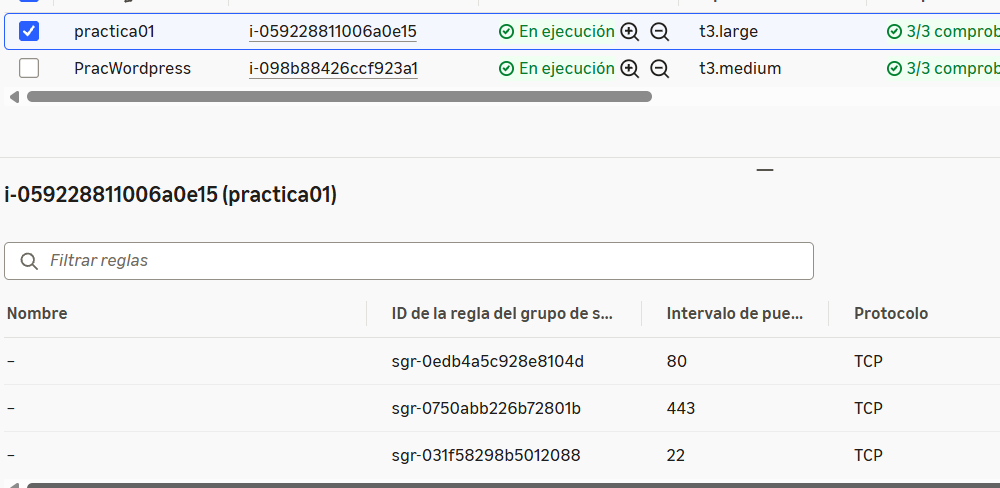 practica01 i-059228811006a0e15 En ejecución t3.large 3/3 comprob
PracWordpress i-098b88426ccf923a1 En ejecución t3.medium 3/3 comprob
i-059228811006a0e15 (practica01)
Filtrar reglas
Nombre ID de la regla del grupo de s... Intervalo de pue... Protocolo
– sgr-0edb4a5c928e8104d 80 TCP
– sgr-0750abb226b72801b 443 TCP
– sgr-031f58298b5012088 22 TCP